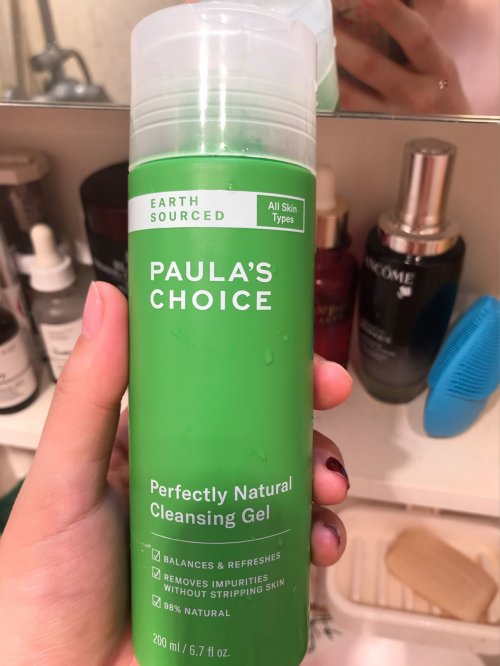 EARTH
SOURCED
All Skin
Types
PAULA'S
CHOICE
Perfectly Natural
Cleansing Gel
BALANCES & REFRESHES
REMOVES IMPURITIES
WITHOUT STRIPPING SKIN
98% NATURAL
200 ml / 6.7 fl oz.
LANCÔME